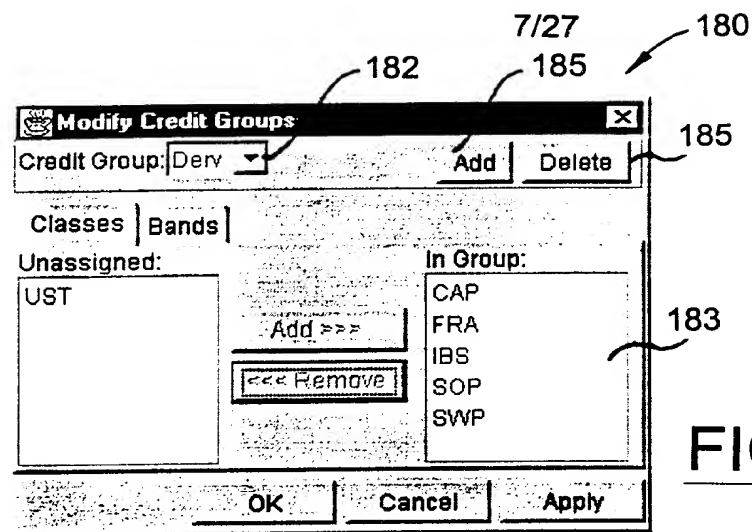 7/27
180
182
185
Modify Credit Groups
Credit Group: Derv
Add
Delete
185
Classes
Bands
Unassigned:
In Group:
UST
CAP
FRA
IBS
SOP
SWP
Add >>>
<<< Remove
183
OK
Cancel
Apply